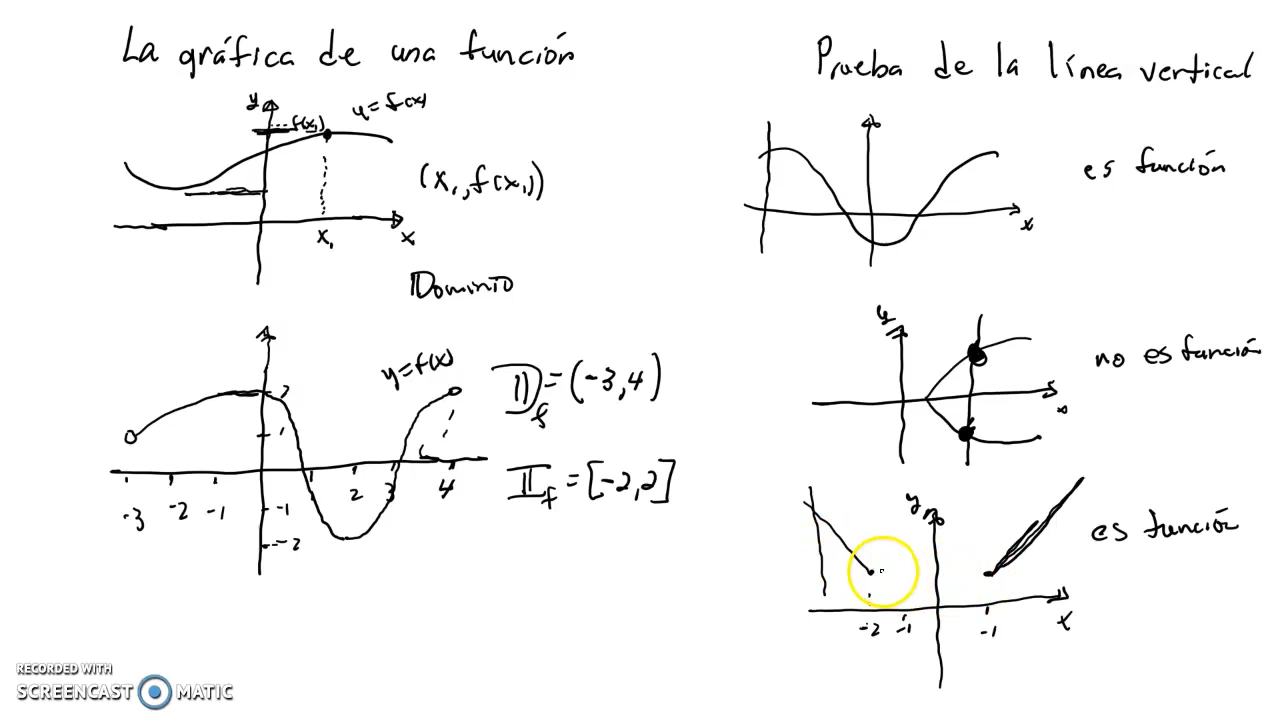 La gráfica de una función
y
f(x₁)
y = f(x)
(x₁, f(x₁))
x₁
x
Dominio
y = f(x)
2
1
-3 -2 -1 2 3 4
-1
-2
D_f = (-3, 4)
I_f = [-2, 2]
Prueba de la línea vertical
x
es función
y
x
no es función
y
es función
-2 -1 -1 x
RECORDED WITH
SCREENCAST MATIC